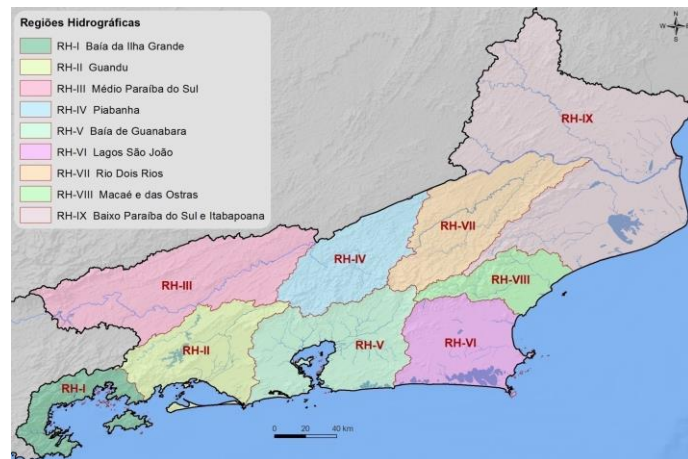 Regiões Hidrográficas
RH-I Baía da Ilha Grande
RH-II Guandu
RH-III Médio Paraíba do Sul
RH-IV Piabanha
RH-V Baía de Guanabara
RH-VI Lagos São João
RH-VII Rio Dois Rios
RH-VIII Macaé e das Ostras
RH-IX Baixo Paraíba do Sul e Itabapoana
N
S
RH-IX
RH-VII
RH-IV
RH-VIII
RH-III
RH-V
RH-VI
RH-II
RH-I
0 20 40 km